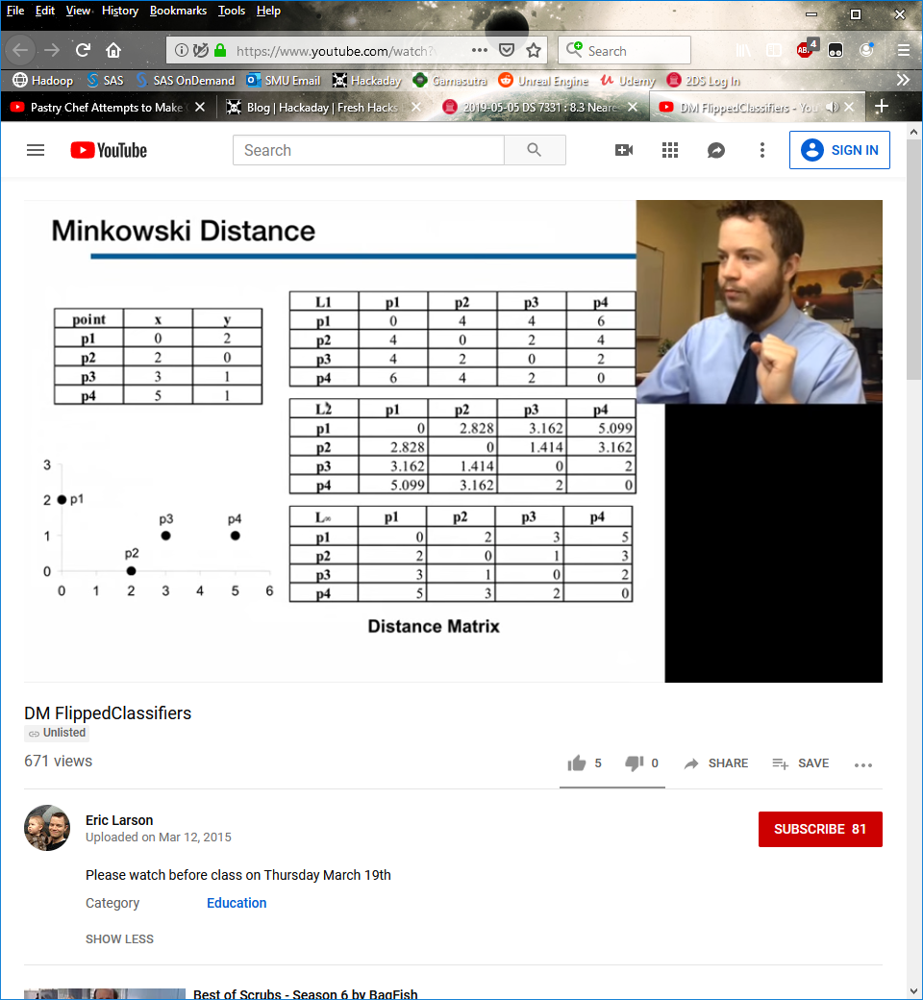 File Edit View History Bookmarks Tools Help
https://www.youtube.com/watch? Search ABP 4
Hadoop SAS SAS OnDemand SMU Email Hackaday Gamasutra Unreal Engine Udemy 2DS Log In
Pastry Chef Attempts to Make Blog | Hackaday | Fresh Hacks 2019-05-05 DS 7331 : 8.3 Neare DM FlippedClassifiers - You
YouTube Search SIGN IN
Minkowski Distance
point x y
p1 0 2
p2 2 0
p3 3 1
p4 5 1
L1 p1 p2 p3 p4
p1 0 4 4 6
p2 4 0 2 4
p3 4 2 0 2
p4 6 4 2 0
L2 p1 p2 p3 p4
p1 0 2.828 3.162 5.099
p2 2.828 0 1.414 3.162
p3 3.162 1.414 0 2
p4 5.099 3.162 2 0
L∞ p1 p2 p3 p4
p1 0 2 3 5
p2 2 0 1 3
p3 3 1 0 2
p4 5 3 2 0
Distance Matrix
3
2 p1
p3 p4
1
p2
0
0 1 2 3 4 5 6
DM FlippedClassifiers
Unlisted
671 views
5 0 SHARE SAVE
Eric Larson
Uploaded on Mar 12, 2015
SUBSCRIBE 81
Please watch before class on Thursday March 19th
Category Education
SHOW LESS
Best of Scrubs - Season 6 by BagFish